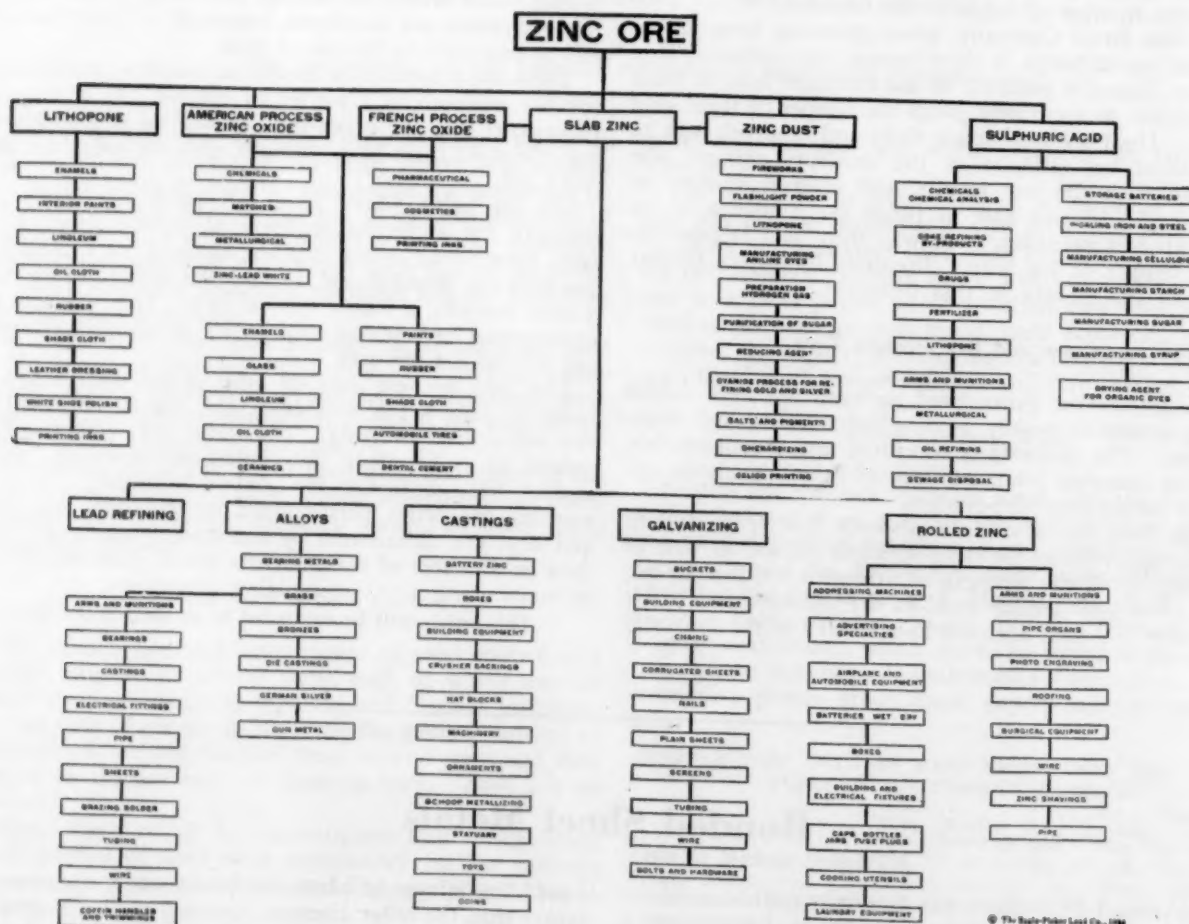 ZINC ORE
LITHOPONE
ENAMELS
INTERIOR PAINTS
LINOLEUM
OIL CLOTH
RUBBER
SHADE CLOTH
LEATHER DRESSING
WHITE SHOE POLISH
PRINTING INKS
AMERICAN PROCESS
ZINC OXIDE
CHEMICALS
MATCHES
METALLURGICAL
ZINC-LEAD WHITE
FRENCH PROCESS
ZINC OXIDE
PHARMACEUTICAL
COSMETICS
PRINTING INKS
ENAMELS
GLASS
LINOLEUM
OIL CLOTH
CERAMICS
PAINTS
RUBBER
SHADE CLOTH
AUTOMOBILE TIRES
DENTAL CEMENT
SLAB ZINC
ZINC DUST
FIREWORKS
FLASHLIGHT POWDER
LITHOPONE
MANUFACTURING
ANILINE DYES
PREPARATION
HYDROGEN GAS
PURIFICATION OF SUGAR
REDUCING AGENT
CYANIDE PROCESS FOR RE-
FINING GOLD AND SILVER
SALTS AND PIGMENTS
SHERARDIZING
CALICO PRINTING
SULPHURIC ACID
CHEMICALS
CHEMICAL ANALYSIS
COKE REFINING
BY-PRODUCTS
DRUGS
FERTILIZER
LITHOPONE
ARMS AND MUNITIONS
METALLURGICAL
OIL REFINING
SEWAGE DISPOSAL
STORAGE BATTERIES
PICKLING IRON AND STEEL
MANUFACTURING CELLULOID
MANUFACTURING STARCH
MANUFACTURING SUGAR
MANUFACTURING SYRUP
DRYING AGENT
FOR ORGANIC DYES
LEAD REFINING
ALLOYS
BEARING METALS
BRASS
BRONZES
DIE CASTINGS
GERMAN SILVER
GUN METAL
ARMS AND MUNITIONS
BEARINGS
CASTINGS
ELECTRICAL FITTINGS
PIPE
SHEETS
BRAZING SOLDER
TUBING
WIRE
COFFIN HANDLES
AND TRIMMINGS
CASTINGS
BATTERY ZINC
BOXES
BUILDING EQUIPMENT
CRUSHER BACKINGS
HAT BLOCKS
MACHINERY
ORNAMENTS
SCHOOP METALLIZING
STATUARY
TOYS
COINS
GALVANIZING
BUCKETS
BUILDING EQUIPMENT
CHAINS
CORRUGATED SHEETS
NAILS
PLAIN SHEETS
SCREENS
TUBING
WIRE
BOLTS AND HARDWARE
ROLLED ZINC
ADDRESSING MACHINES
ADVERTISING
SPECIALTIES
AIRPLANE AND
AUTOMOBILE EQUIPMENT
BATTERIES WET DRY
BOXES
BUILDING AND
ELECTRICAL FIXTURES
CAPS BOTTLES
JARS FUSE PLUGS
COOKING UTENSILS
LAUNDRY EQUIPMENT
ARMS AND MUNITIONS
PIPE ORGANS
PHOTO ENGRAVING
ROOFING
SURGICAL EQUIPMENT
WIRE
ZINC SHAVINGS
PIPE
© The Eagle-Picher Lead Co.,